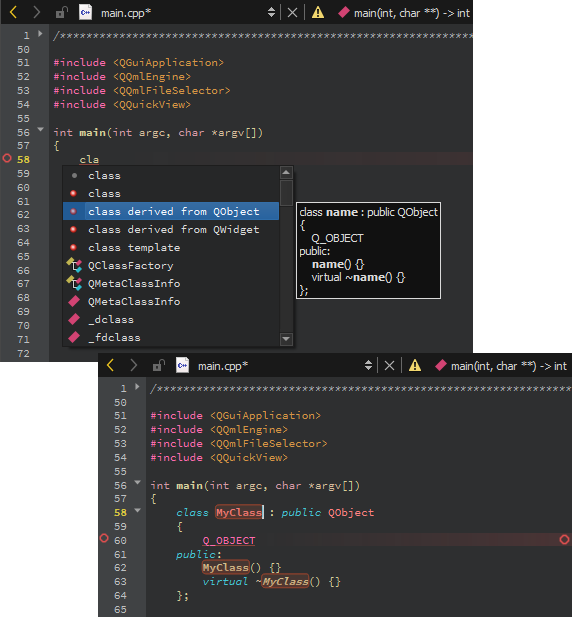 main.cpp* main(int, char **) -> int
1 /***************************************************************
50
51 #include <QGuiApplication>
52 #include <QQmlEngine>
53 #include <QQmlFileSelector>
54 #include <QQuickView>
55
56 int main(int argc, char *argv[])
57 {
58 cla
59 class
60 class
61 class derived from QObject
62 class derived from QWidget
63 class template
64 QClassFactory
65 QMetaClassInfo
66 QMetaClassInfo
67 _dclass
68 _fdclass
69
70
71
72
class name : public QObject
{
Q_OBJECT
public:
name() {}
virtual ~name() {}
};
C++
main.cpp* main(int, char **) -> int
1 /***************************************************************
50
51 #include <QGuiApplication>
52 #include <QQmlEngine>
53 #include <QQmlFileSelector>
54 #include <QQuickView>
55
56 int main(int argc, char *argv[])
57 {
58 class MyClass : public QObject
59 {
60 Q_OBJECT
61 public:
62 MyClass() {}
63 virtual ~MyClass() {}
64 };
65